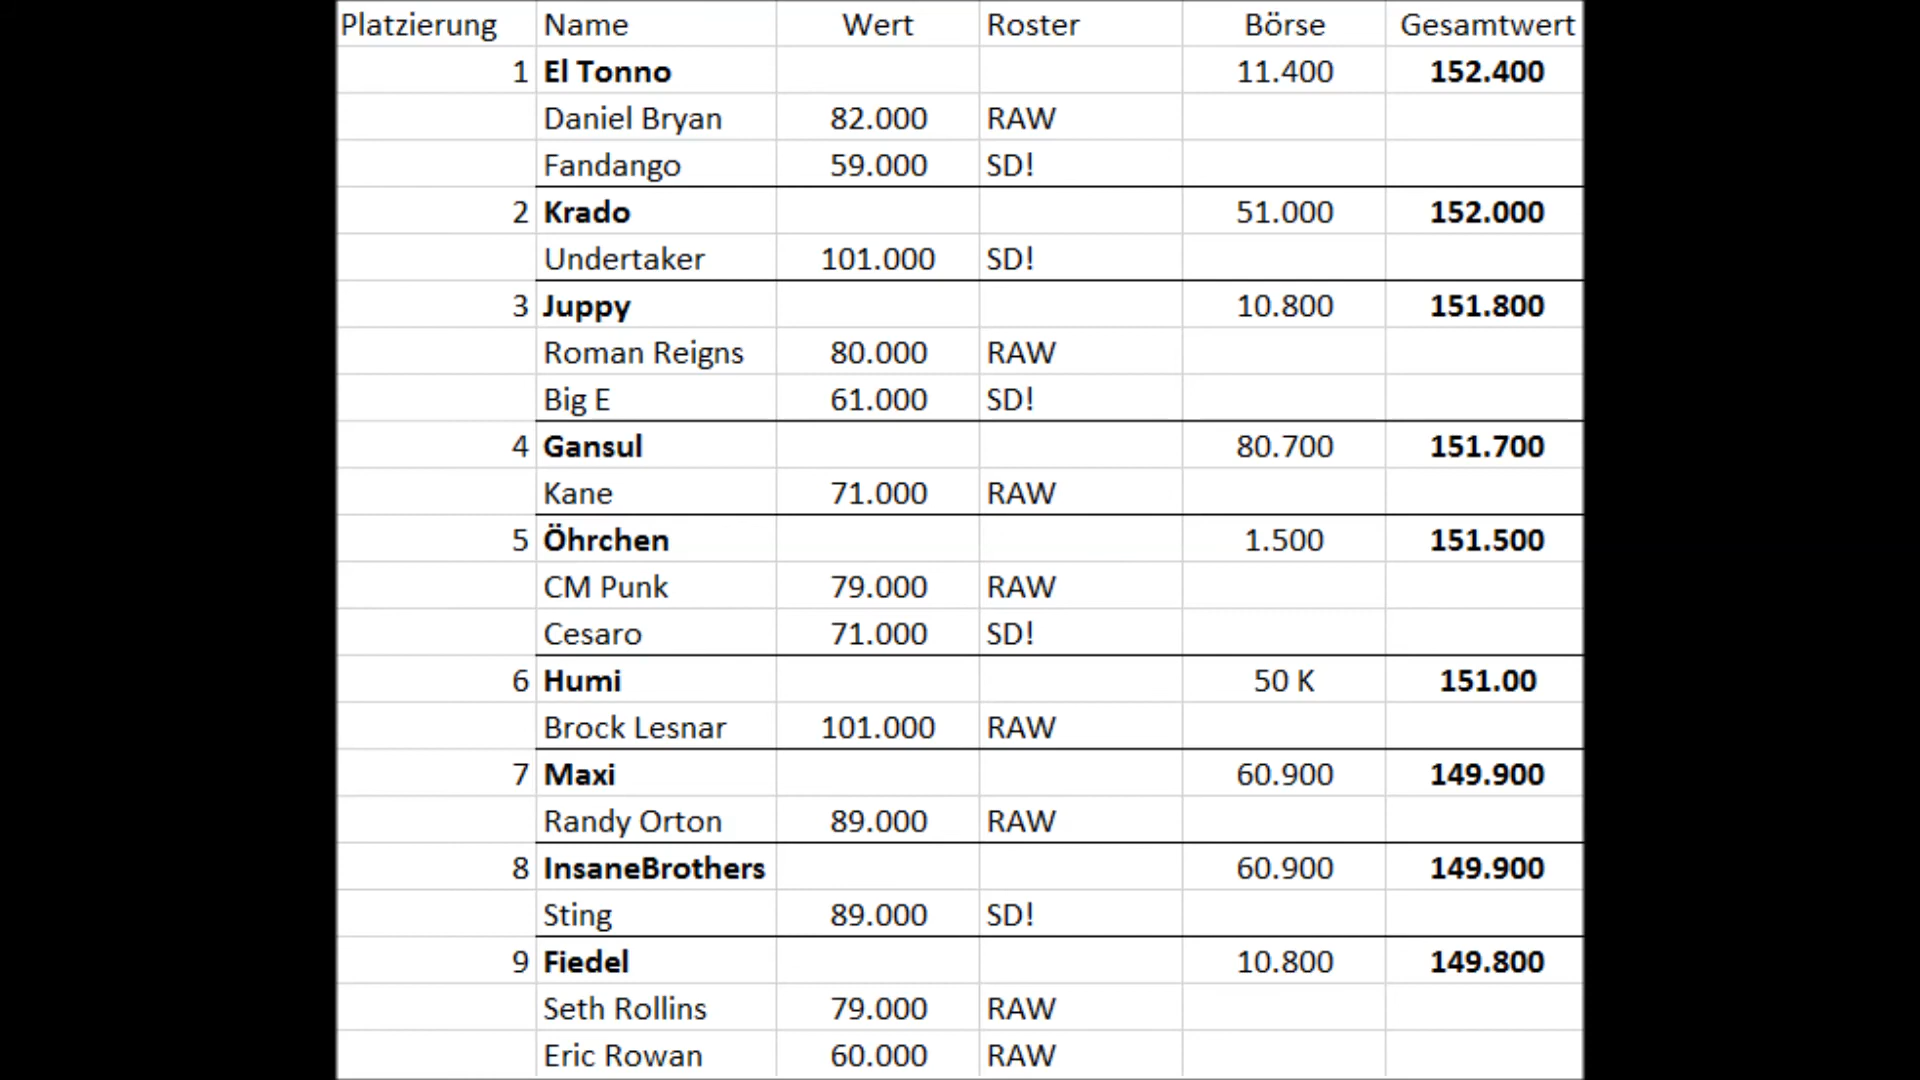 Platzierung Name Wert Roster Börse Gesamtwert
1 El Tonno 11.400 152.400
Daniel Bryan 82.000 RAW
Fandango 59.000 SD!
2 Krado 51.000 152.000
Undertaker 101.000 SD!
3 Juppy 10.800 151.800
Roman Reigns 80.000 RAW
Big E 61.000 SD!
4 Gansul 80.700 151.700
Kane 71.000 RAW
5 Öhrchen 1.500 151.500
CM Punk 79.000 RAW
Cesaro 71.000 SD!
6 Humi 50 K 151.00
Brock Lesnar 101.000 RAW
7 Maxi 60.900 149.900
Randy Orton 89.000 RAW
8 InsaneBrothers 60.900 149.900
Sting 89.000 SD!
9 Fiedel 10.800 149.800
Seth Rollins 79.000 RAW
Eric Rowan 60.000 RAW